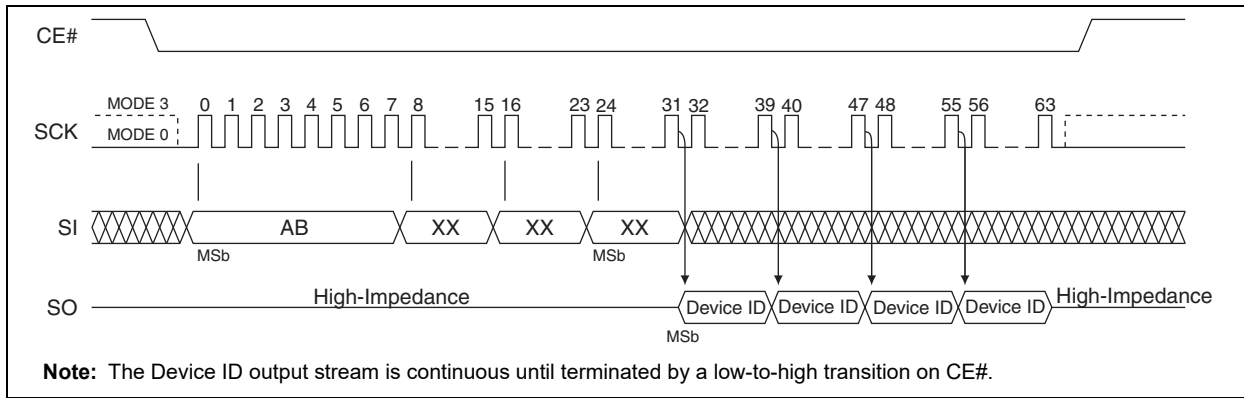 CE#
MODE 3 0 1 2 3 4 5 6 7 8 15 16 23 24 31 32 39 40 47 48 55 56 63
SCK MODE 0
SI AB XX XX XX
MSb MSb
High-Impedance High-Impedance
SO Device ID Device ID Device ID Device ID
MSb
Note: The Device ID output stream is continuous until terminated by a low-to-high transition on CE#.